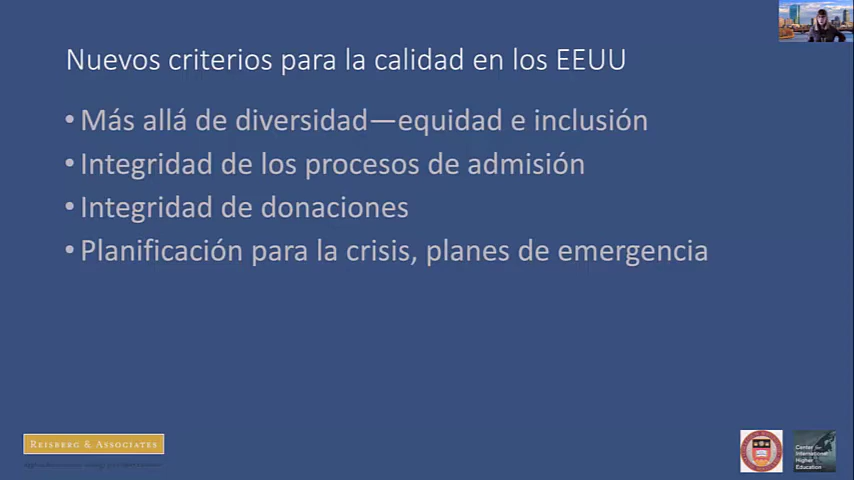 Nuevos criterios para la calidad en los EEUU
• Más allá de diversidad—equidad e inclusión
• Integridad de los procesos de admisión
• Integridad de donaciones
• Planificación para la crisis, planes de emergencia
REISBERG & ASSOCIATES
Center for
International
Higher
Education